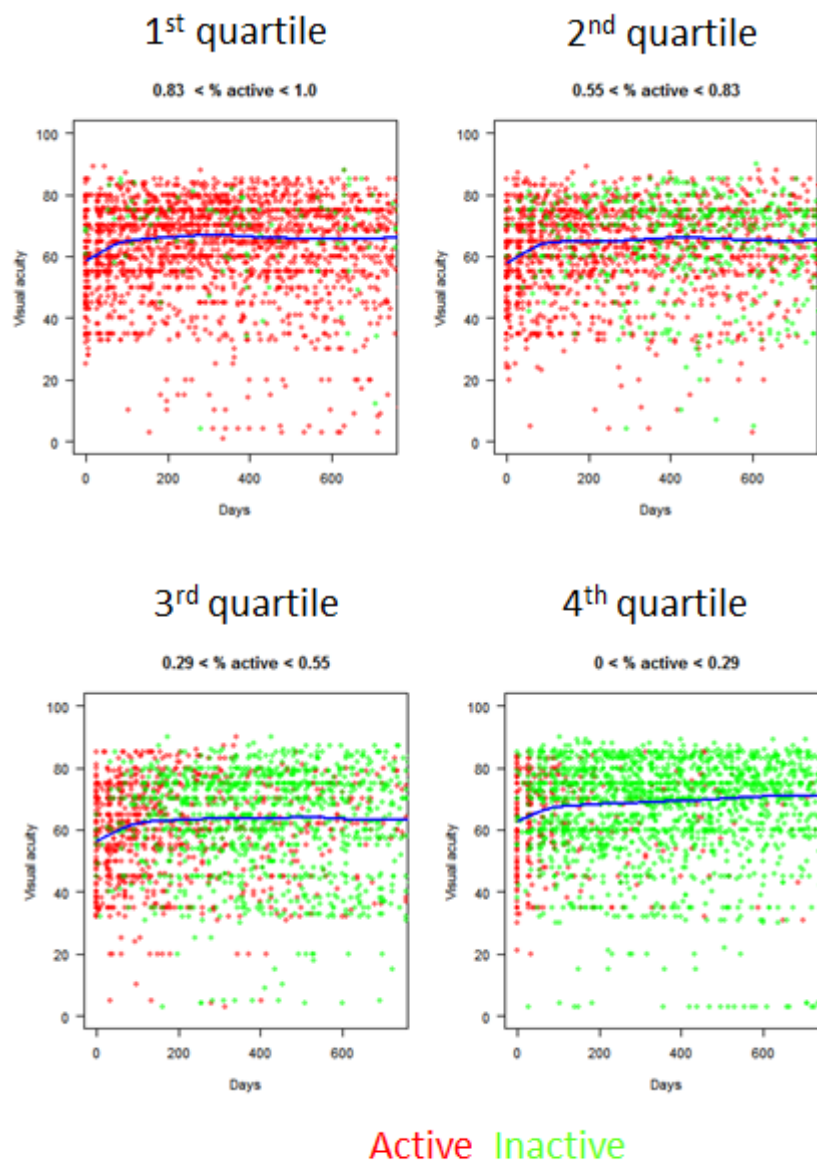 1st quartile
2nd quartile
0.83 < % active < 1.0
0.55 < % active < 0.83
100
80
60
40
20
0
Visual acuity
0 200 400 600
Days
100
80
60
40
20
0
Visual acuity
0 200 400 600
Days
3rd quartile
4th quartile
0.29 < % active < 0.55
0 < % active < 0.29
100
80
60
40
20
0
Visual acuity
0 200 400 600
Days
100
80
60
40
20
0
Visual acuity
0 200 400 600
Days
Active Inactive